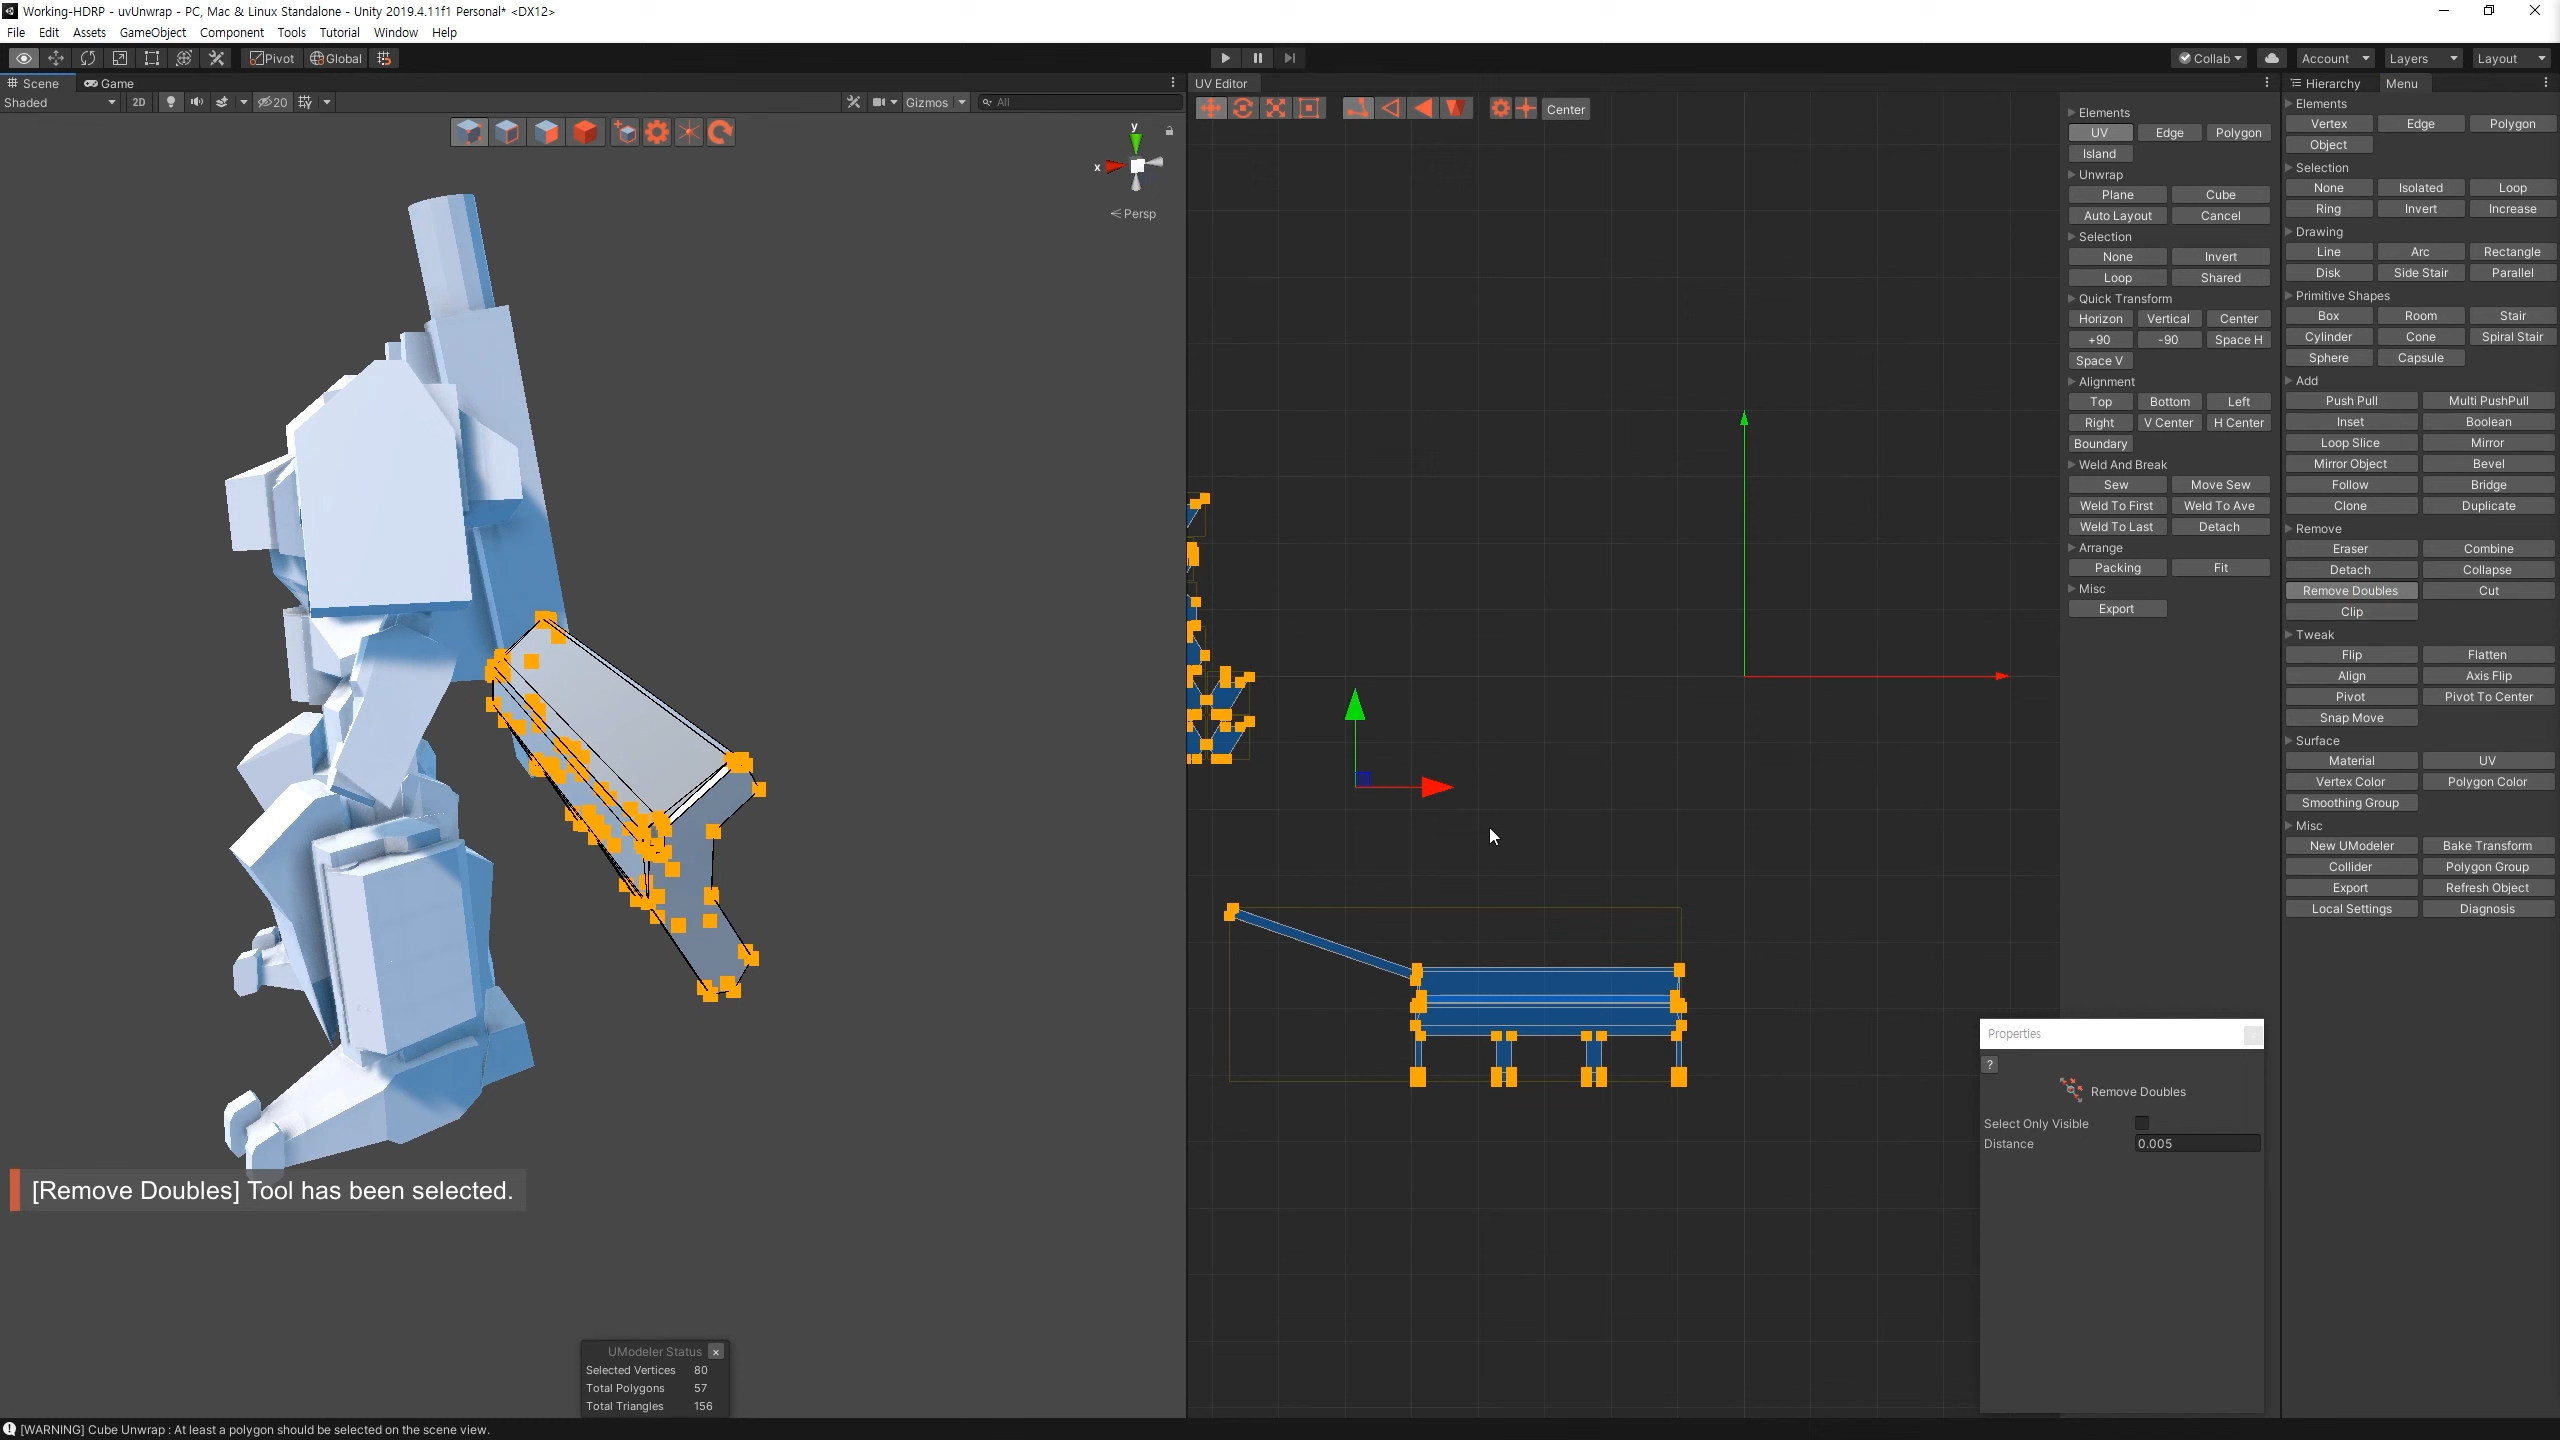 Working-HDRP - uvUnwrap - PC, Mac & Linux Standalone - Unity 2019.4.11f1 Personal* <DX12>
File Edit Assets GameObject Component Tools Tutorial Window Help
Pivot Global Collab Account Layers Layout
Scene Game
Shaded 2D 20 Gizmos All
y
x
Persp
UV Editor
Center
Elements
UV Edge Polygon
Island
Unwrap
Plane Cube
Auto Layout Cancel
Selection
None Invert
Loop Shared
Quick Transform
Horizon Vertical Center
+90 -90 Space H
Space V
Alignment
Top Bottom Left
Right V Center H Center
Boundary
Weld And Break
Sew Move Sew
Weld To First Weld To Ave
Weld To Last Detach
Arrange
Packing Fit
Misc
Export
Hierarchy Menu
Elements
Vertex Edge Polygon
Object
Selection
None Isolated Loop
Ring Invert Increase
Drawing
Line Arc Rectangle
Disk Side Stair Parallel
Primitive Shapes
Box Room Stair
Cylinder Cone Spiral Stair
Sphere Capsule
Add
Push Pull Multi PushPull
Inset Boolean
Loop Slice Mirror
Mirror Object Bevel
Follow Bridge
Clone Duplicate
Remove
Eraser Combine
Detach Collapse
Remove Doubles Cut
Clip
Tweak
Flip Flatten
Align Axis Flip
Pivot Pivot To Center
Snap Move
Surface
Material UV
Vertex Color Polygon Color
Smoothing Group
Misc
New UModeler Bake Transform
Collider Polygon Group
Export Refresh Object
Local Settings Diagnosis
Properties
?
Remove Doubles
Select Only Visible
Distance 0.005
[Remove Doubles] Tool has been selected.
UModeler Status ×
Selected Vertices 80
Total Polygons 57
Total Triangles 156
[WARNING] Cube Unwrap : At least a polygon should be selected on the scene view.